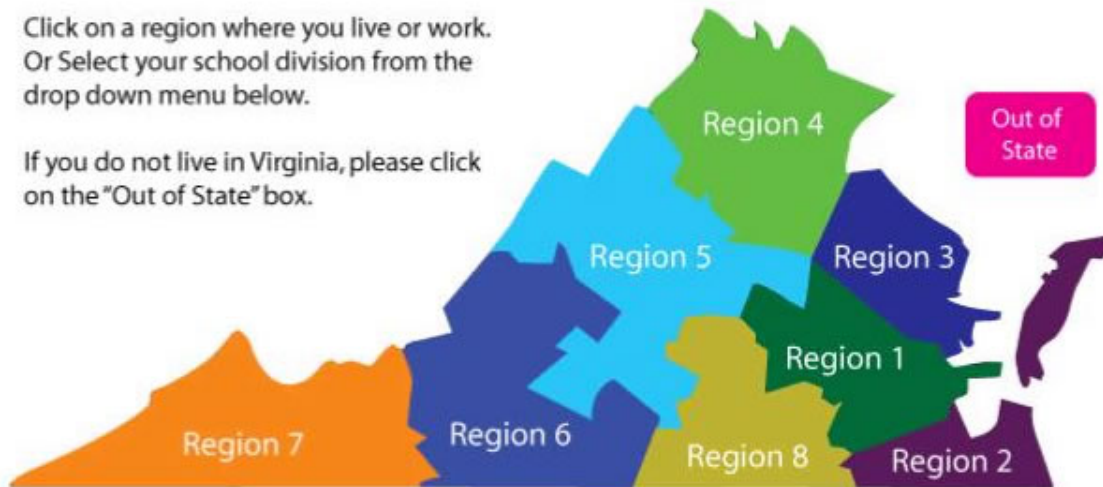 Click on a region where you live or work.
Or Select your school division from the
drop down menu below.
If you do not live in Virginia, please click
on the "Out of State" box.
Region 4
Out of
State
Region 5
Region 3
Region 1
Region 7
Region 6
Region 8
Region 2